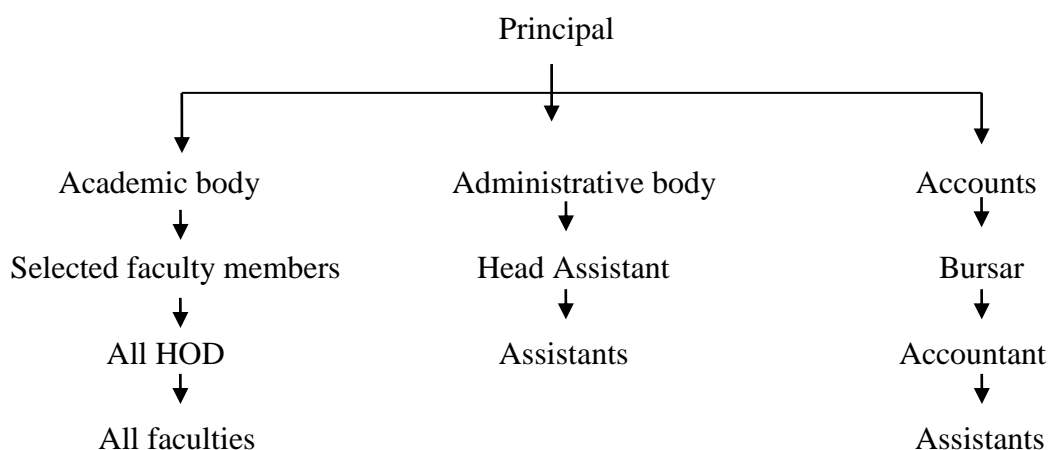 Principal
Academic body
Administrative body
Accounts
Selected faculty members
Head Assistant
Bursar
All HOD
Assistants
Accountant
All faculties
Assistants